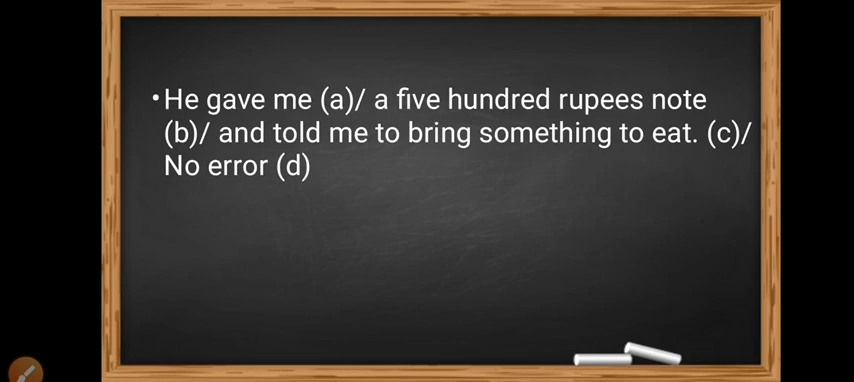 •He gave me (a)/ a five hundred rupees note
(b)/ and told me to bring something to eat. (c)/
No error (d)